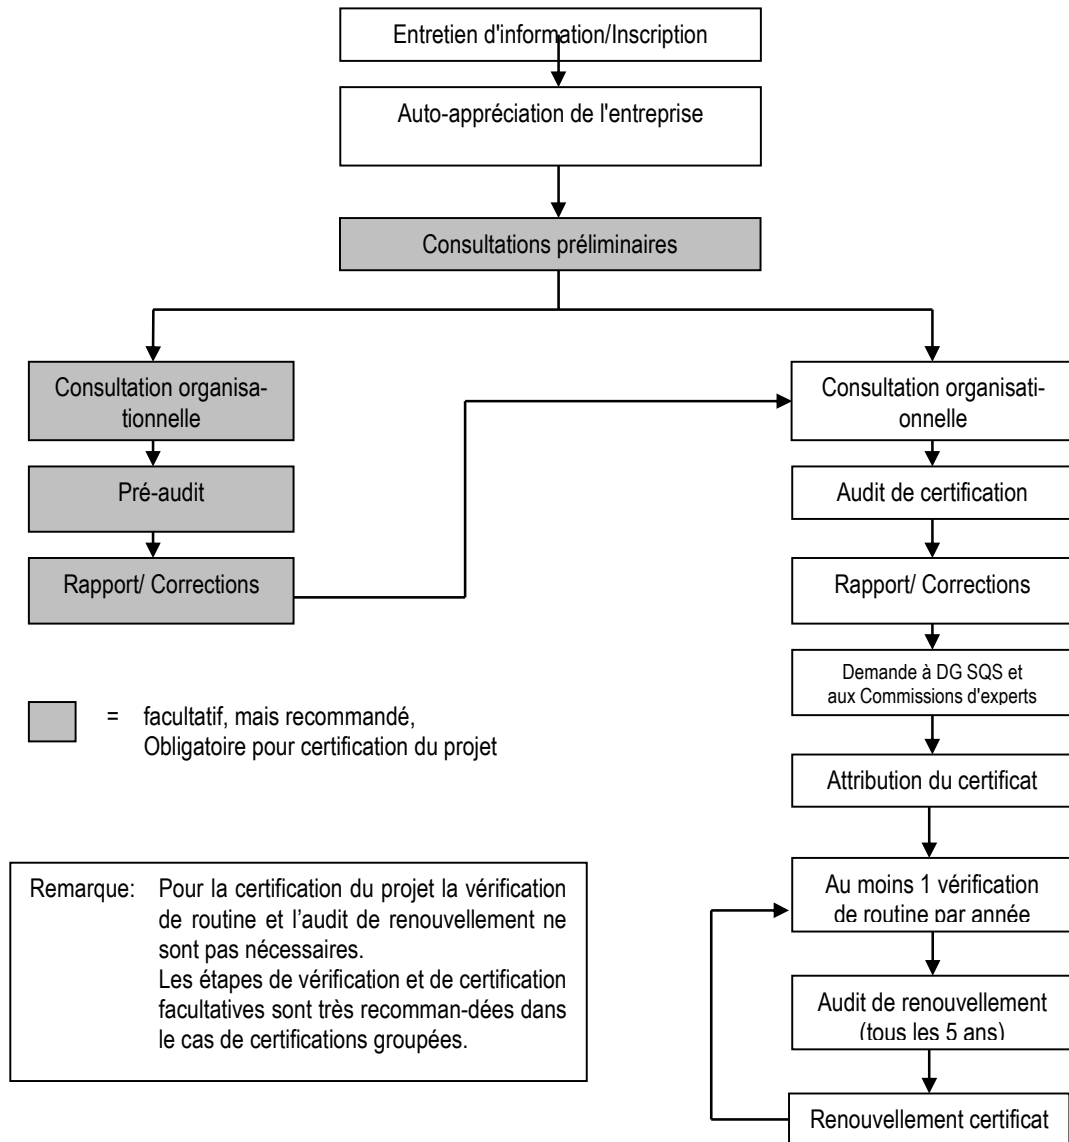 Entretien d'information/Inscription
Auto-appréciation de l'entreprise
Consultations préliminaires
Consultation organisa-
tionnelle
Pré-audit
Rapport/ Corrections
Consultation organisati-
onnelle
Audit de certification
Rapport/ Corrections
Demande à DG SQS et
aux Commissions d'experts
Attribution du certificat
Au moins 1 vérification
de routine par année
Audit de renouvellement
(tous les 5 ans)
Renouvellement certificat
= facultatif, mais recommandé,
Obligatoire pour certification du projet
Remarque: Pour la certification du projet la vérification
de routine et l’audit de renouvellement ne
sont pas nécessaires.
Les étapes de vérification et de certification
facultatives sont très recomman-dées dans
le cas de certifications groupées.